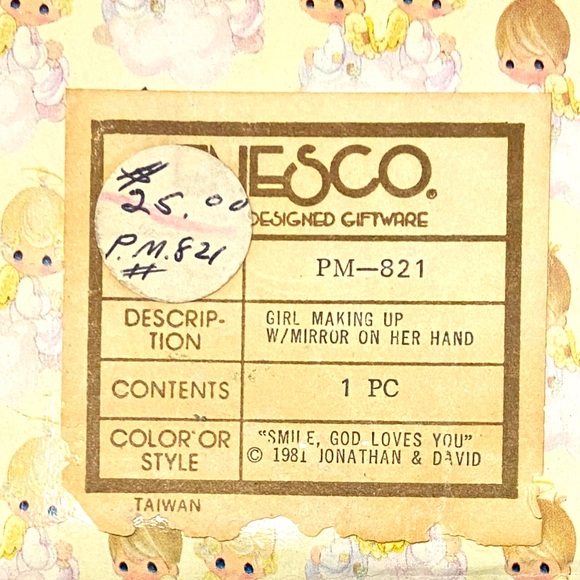 ENESCO®
DESIGNED GIFTWARE
$
25.00
P.M.821
#
PM—821
DESCRIP-
TION
GIRL MAKING UP
W/MIRROR ON HER HAND
CONTENTS
1 PC
COLOR OR
STYLE
"SMILE, GOD LOVES YOU"
© 1981 JONATHAN & DAVID
TAIWAN